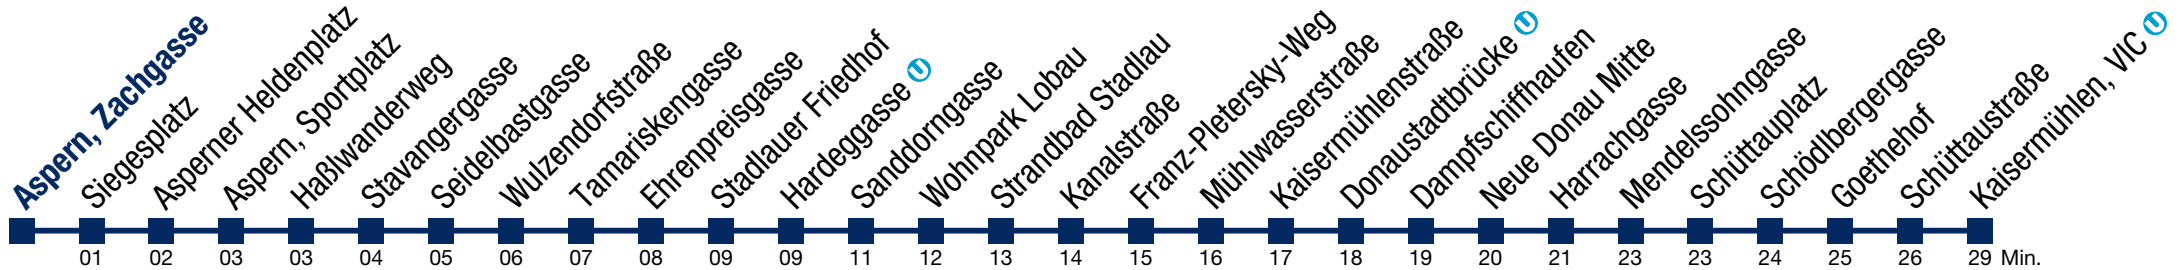 Aspern, Zachgasse
Siegesplatz
Asperner Heldenplatz
Aspern, Sportplatz
Haßlwanderweg
Stavangergasse
Seidelbastgasse
Wulzendorfstraße
Tamariskengasse
Ehrenpreisgasse
Stadlauer Friedhof
Hardeggasse U
Sanddorngasse
Wohnpark Lobau
Strandbad Stadlau
Kanalstraße
Franz-Pletersky-Weg
Mühlwasserstraße
Kaisermühlenstraße
Donaustadtbrücke U
Dampfschiffhaufen
Neue Donau Mitte
Harrachgasse
Mendelssohngasse
Schüttauplatz
Schödlbergergasse
Goethehof
Schüttaustraße
Kaisermühlen, VIC U
01 02 03 03 04 05 06 07 08 09 09 11 12 13 14 15 16 17 18 19 20 21 23 23 24 25 26 29 Min.